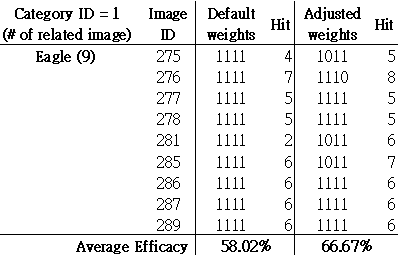 Category ID = 1 Image Default Hit Adjusted Hit
(# of related image) ID weights weights
Eagle (9) 275 1111 4 1011 5
276 1111 7 1110 8
277 1111 5 1111 5
278 1111 5 1111 5
281 1111 2 1011 6
285 1111 6 1011 7
286 1111 6 1111 6
287 1111 6 1111 6
289 1111 6 1111 6
Average Efficacy 58.02% 66.67%